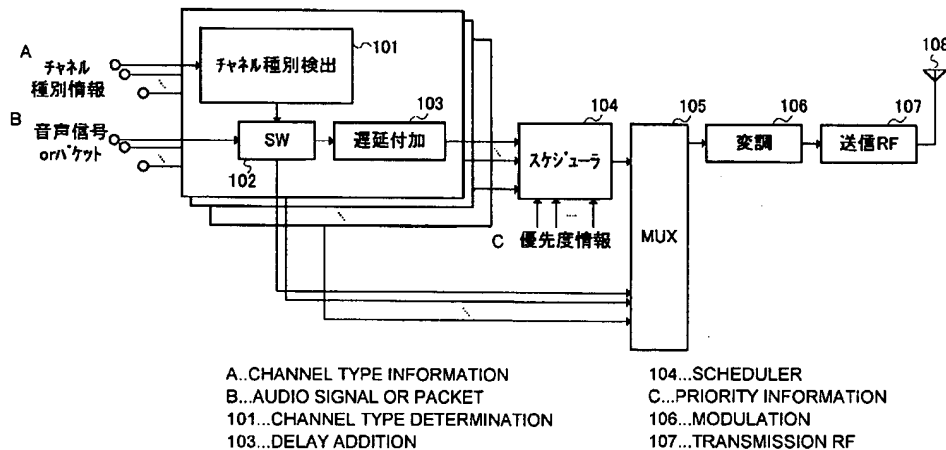 A
チャネル
種別情報
B
音声信号
orパケット
101
チャネル種別検出
SW
102
103
遅延付加
104
スケジューラ
C 優先度情報
105
MUX
106
変調
107
送信RF
108
A...CHANNEL TYPE INFORMATION
B...AUDIO SIGNAL OR PACKET
101...CHANNEL TYPE DETERMINATION
103...DELAY ADDITION
104...SCHEDULER
C...PRIORITY INFORMATION
106...MODULATION
107...TRANSMISSION RF